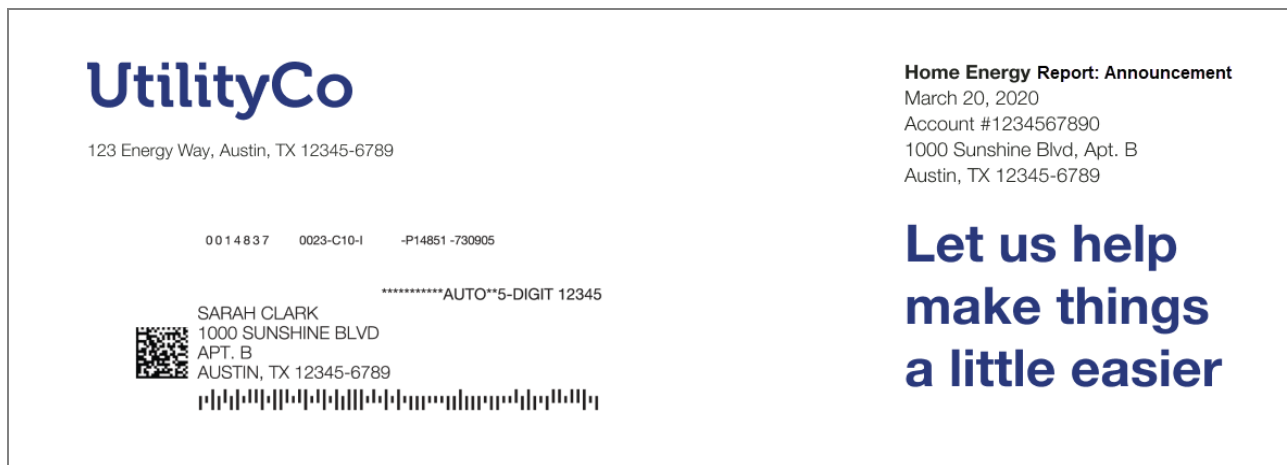 UtilityCo
123 Energy Way, Austin, TX 12345-6789
0014837 0023-C10-I -P14851 -730905
***********AUTO**5-DIGIT 12345
SARAH CLARK
1000 SUNSHINE BLVD
APT. B
AUSTIN, TX 12345-6789
Home Energy Report: Announcement
March 20, 2020
Account #1234567890
1000 Sunshine Blvd, Apt. B
Austin, TX 12345-6789
Let us help
make things
a little easier